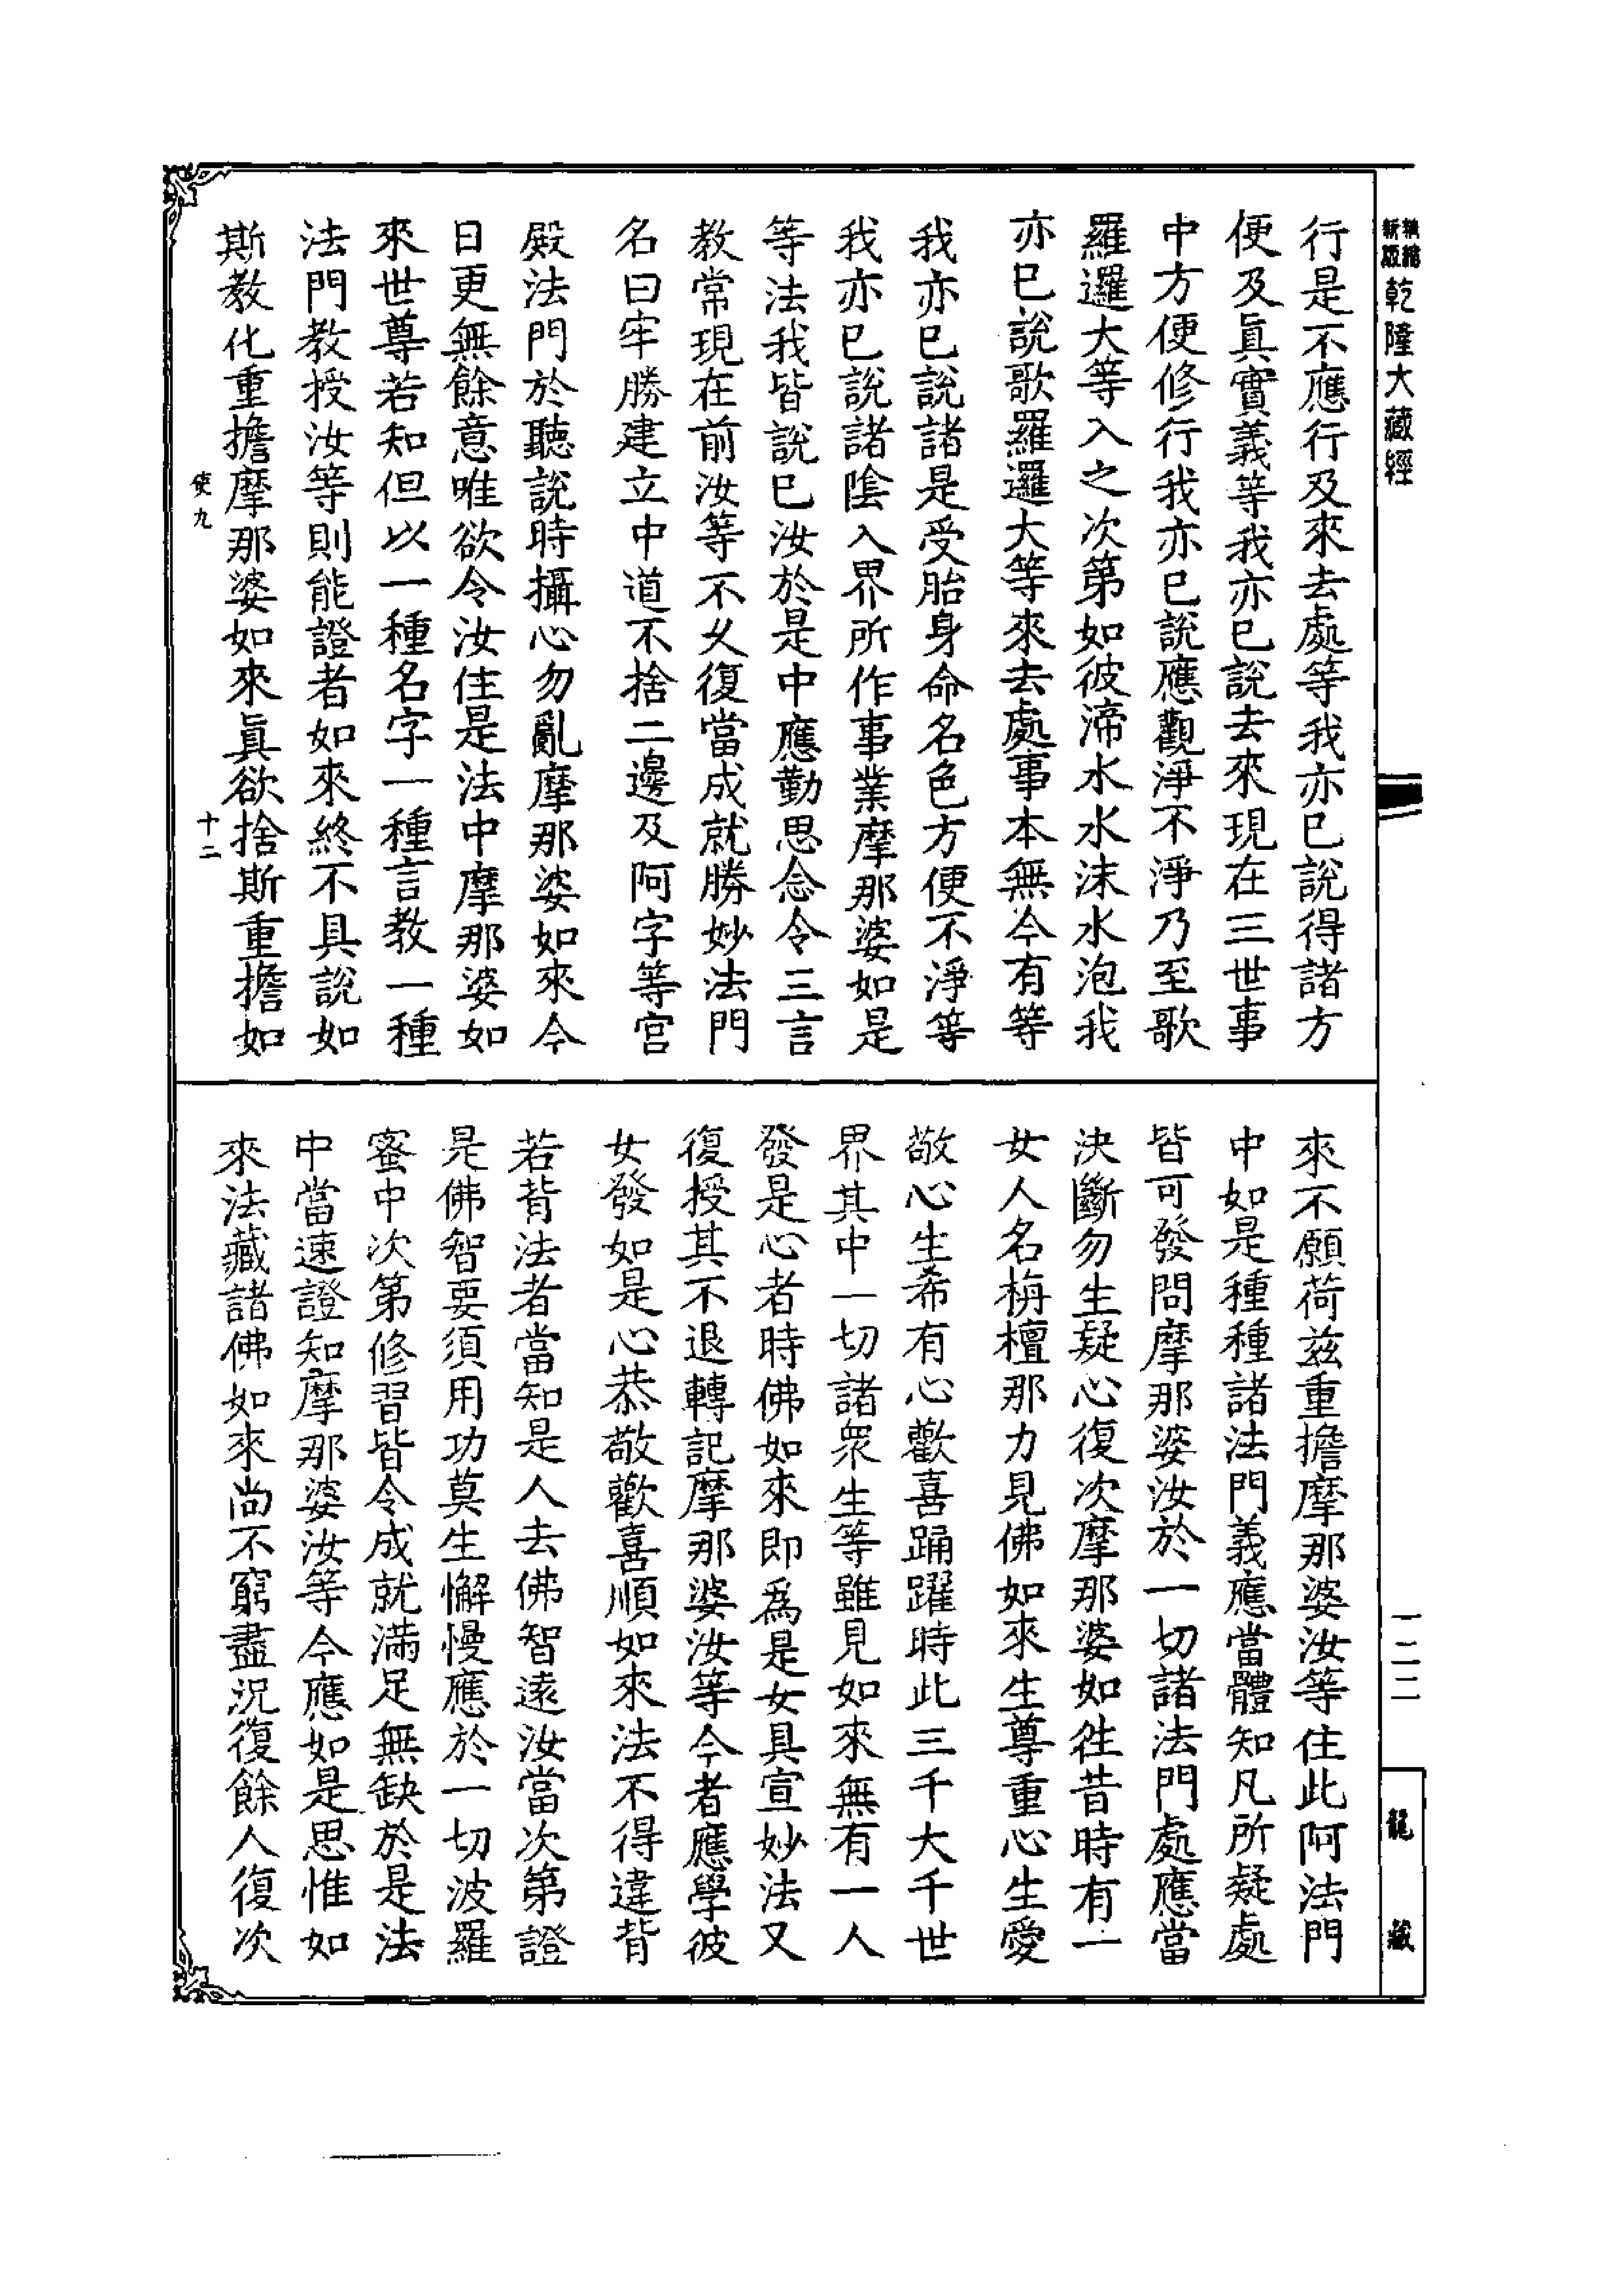 精縮新版乾隆大藏經
行是不應行及來去處等我亦已說得諸方
便及眞實義等我亦已說去來現在三世事
中方便修行我亦已說應觀淨不淨乃至歌
羅邏大等入之次第如彼渧水水沫水泡我
亦已說歌羅邏大等來去處事本無今有等
我亦已說諸是受胎身命名色方便不淨等
我亦已說諸陰入界所作事業摩那婆如是
等法我皆說已汝於是中應勤思念令三言
教常現在前汝等不久復當成就勝妙法門
名曰牢勝建立中道不捨二邊及阿字等宮
殿法門於聽說時攝心勿亂摩那婆如來今
日更無餘意唯欲令汝住是法中摩那婆如
來世尊若知但以一種名字一種言教一種
法門教授汝等則能證者如來終不具說如
斯教化重擔摩那婆如來眞欲捨斯重擔如
使九
十二
來不願荷茲重擔摩那婆汝等住此阿法門
中如是種種諸法門義應當體知凡所疑處
皆可發問摩那婆汝於一切諸法門處應當
決斷勿生疑心復次摩那婆如往昔時有一
女人名栴檀那力見佛如來生尊重心生愛
敬心生希有心歡喜踊躍時此三千大千世
界其中一切諸衆生等雖見如來無有一人
發是心者時佛如來即爲是女具宣妙法又
復授其不退轉記摩那婆汝等今者應學彼
女發如是心恭敬歡喜順如來法不得違背
若背法者當知是人去佛智遠汝當次第證
是佛智要須用功莫生懈慢應於一切波羅
蜜中次第修習皆令成就滿足無缺於是法
中當速證知摩那婆汝等今應如是思惟如
來法藏諸佛如來尚不窮盡況復餘人復次
一二二
龍藏